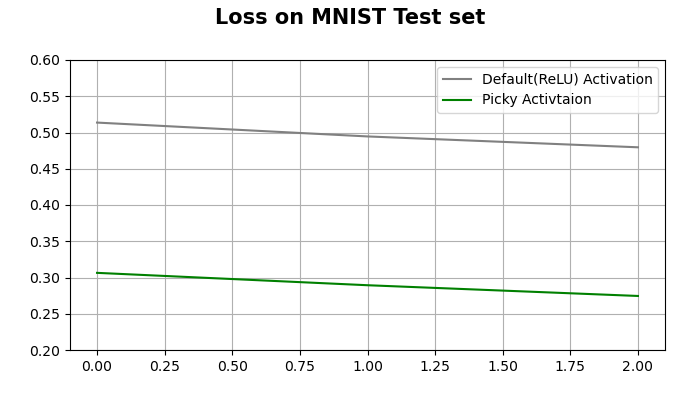 Loss on MNIST Test set
0.60
0.55
0.50
0.45
0.40
0.35
0.30
0.25
0.20
Default(ReLU) Activation
Picky Activtaion
0.00 0.25 0.50 0.75 1.00 1.25 1.50 1.75 2.00